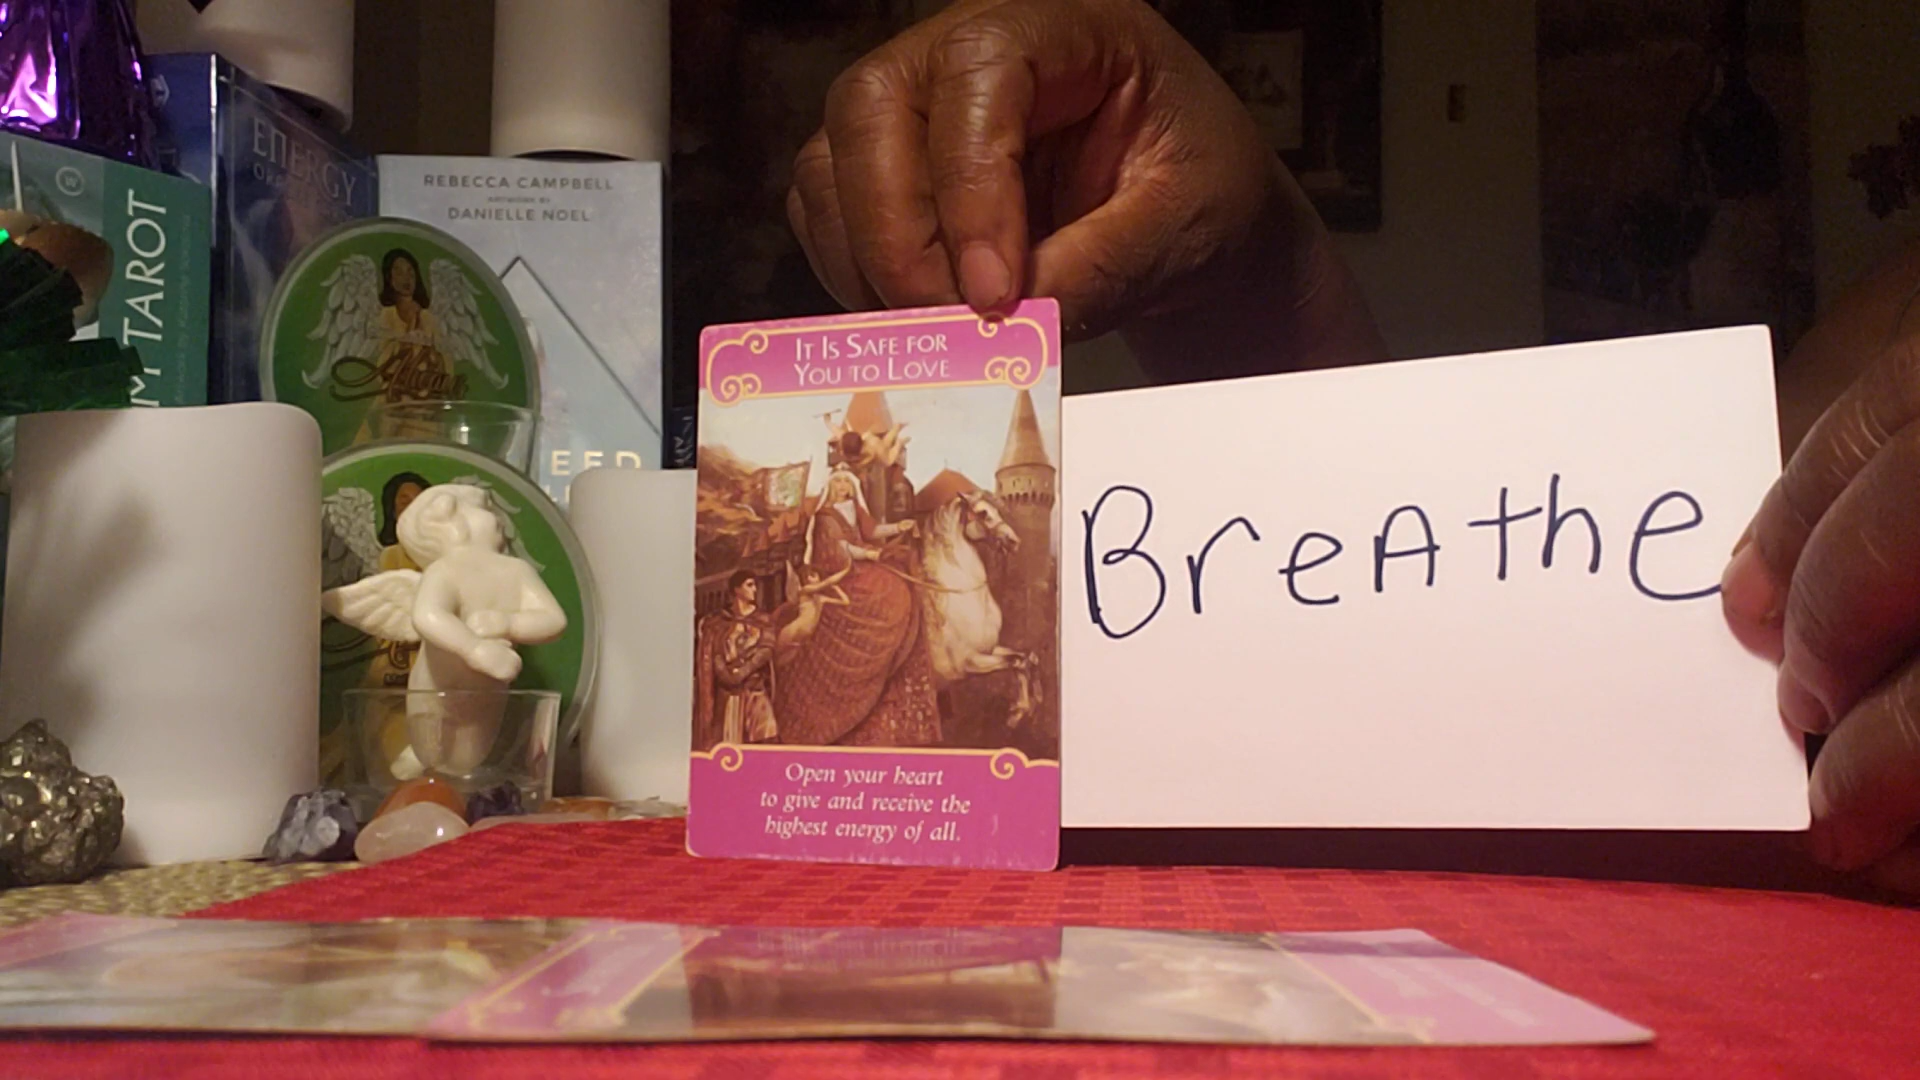 TAROT
ENERGY
REBECCA CAMPBELL
ARTWORK BY
DANIELLE NOEL
IT IS SAFE FOR
YOU TO LOVE
Open your heart
to give and receive the
highest energy of all.
BreAthe